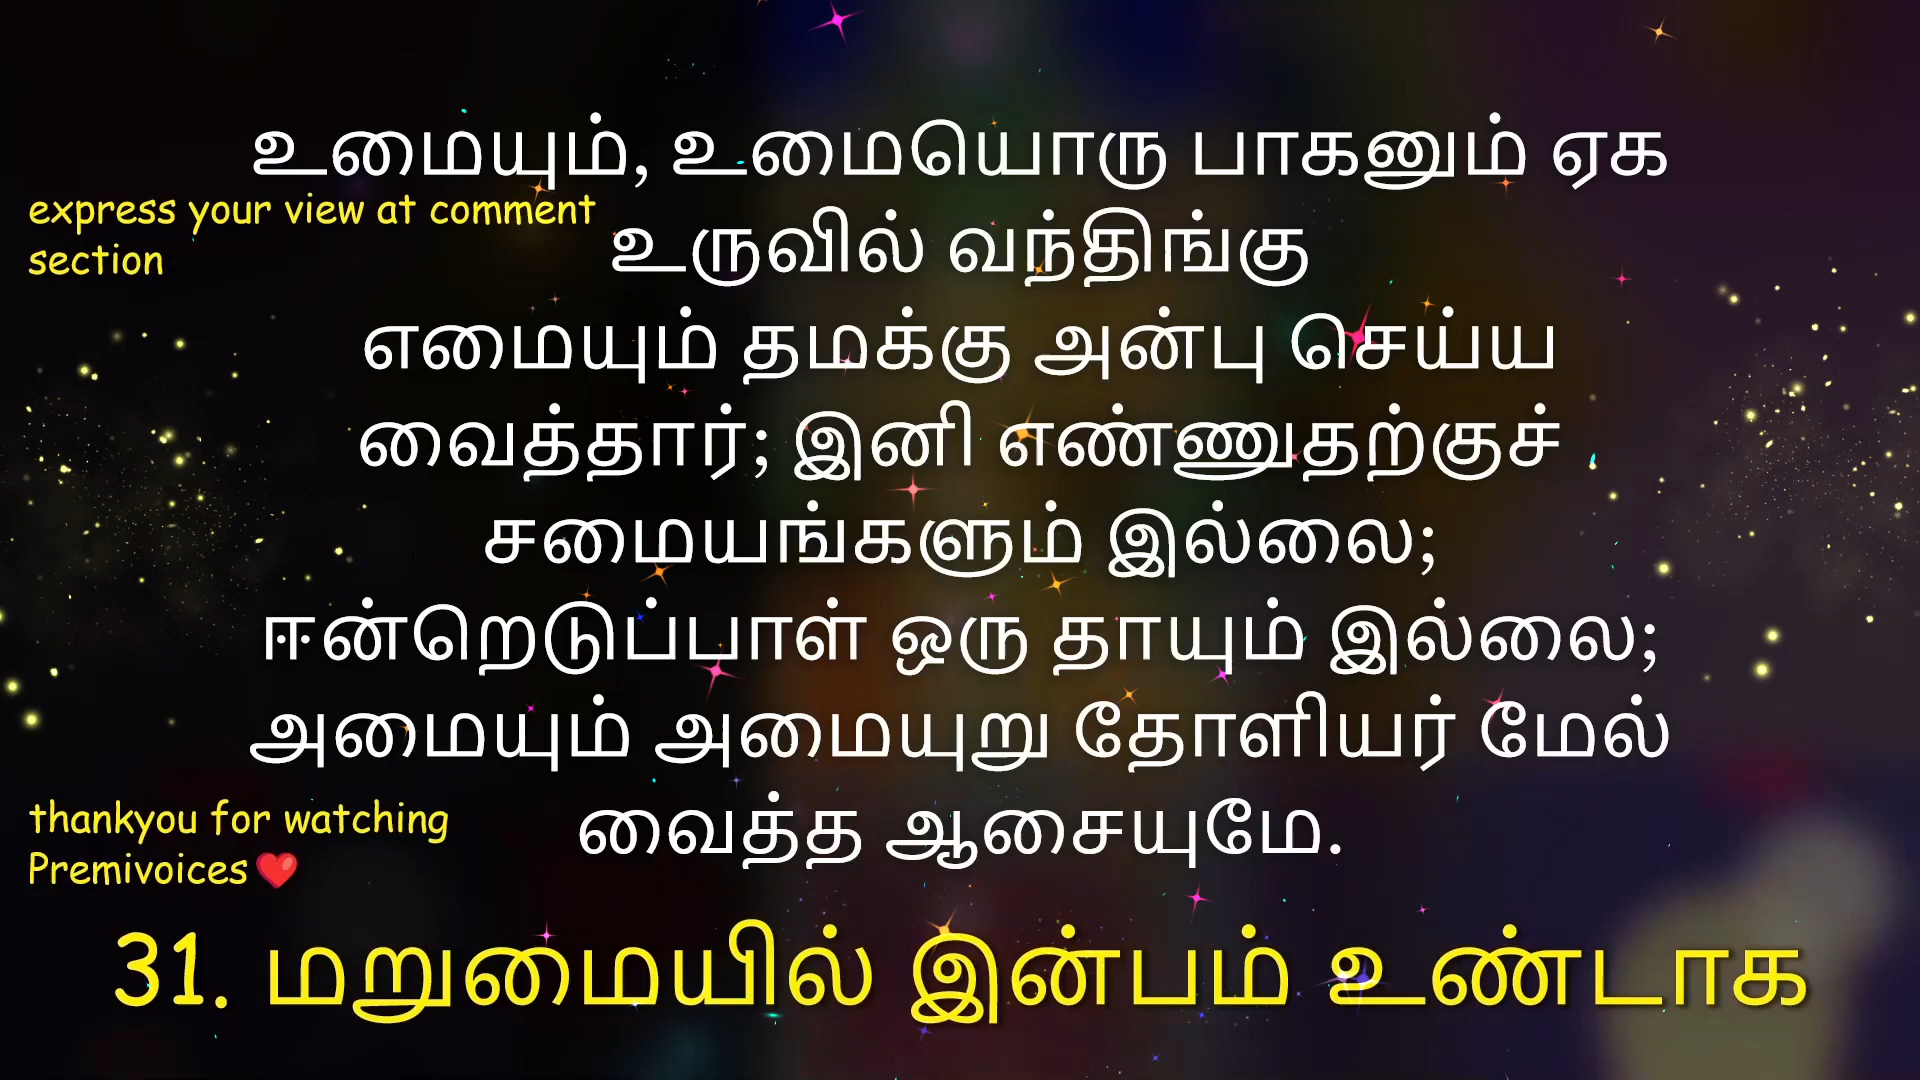 உமையும், உமையொரு பாகனும் ஏக
express your view at comment
section
உருவில் வந்திங்கு
எமையும் தமக்கு அன்பு செய்ய
வைத்தார்; இனி எண்ணுதற்குச்
சமையங்களும் இல்லை;
ஈன்றெடுப்பாள் ஒரு தாயும் இல்லை;
அமையும் அமையுறு தோளியர் மேல்
வைத்த ஆசையுமே.
thankyou for watching
Premivoices❤️
31. மறுமையில் இன்பம் உண்டாக